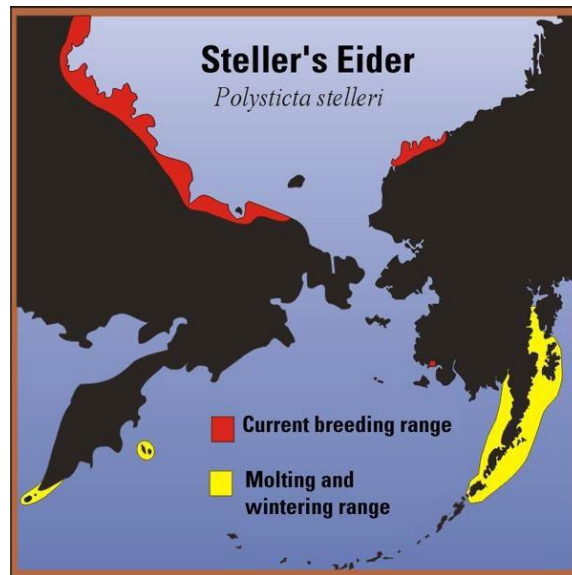 Steller's Eider
Polysticta stelleri
Current breeding range
Molting and
wintering range